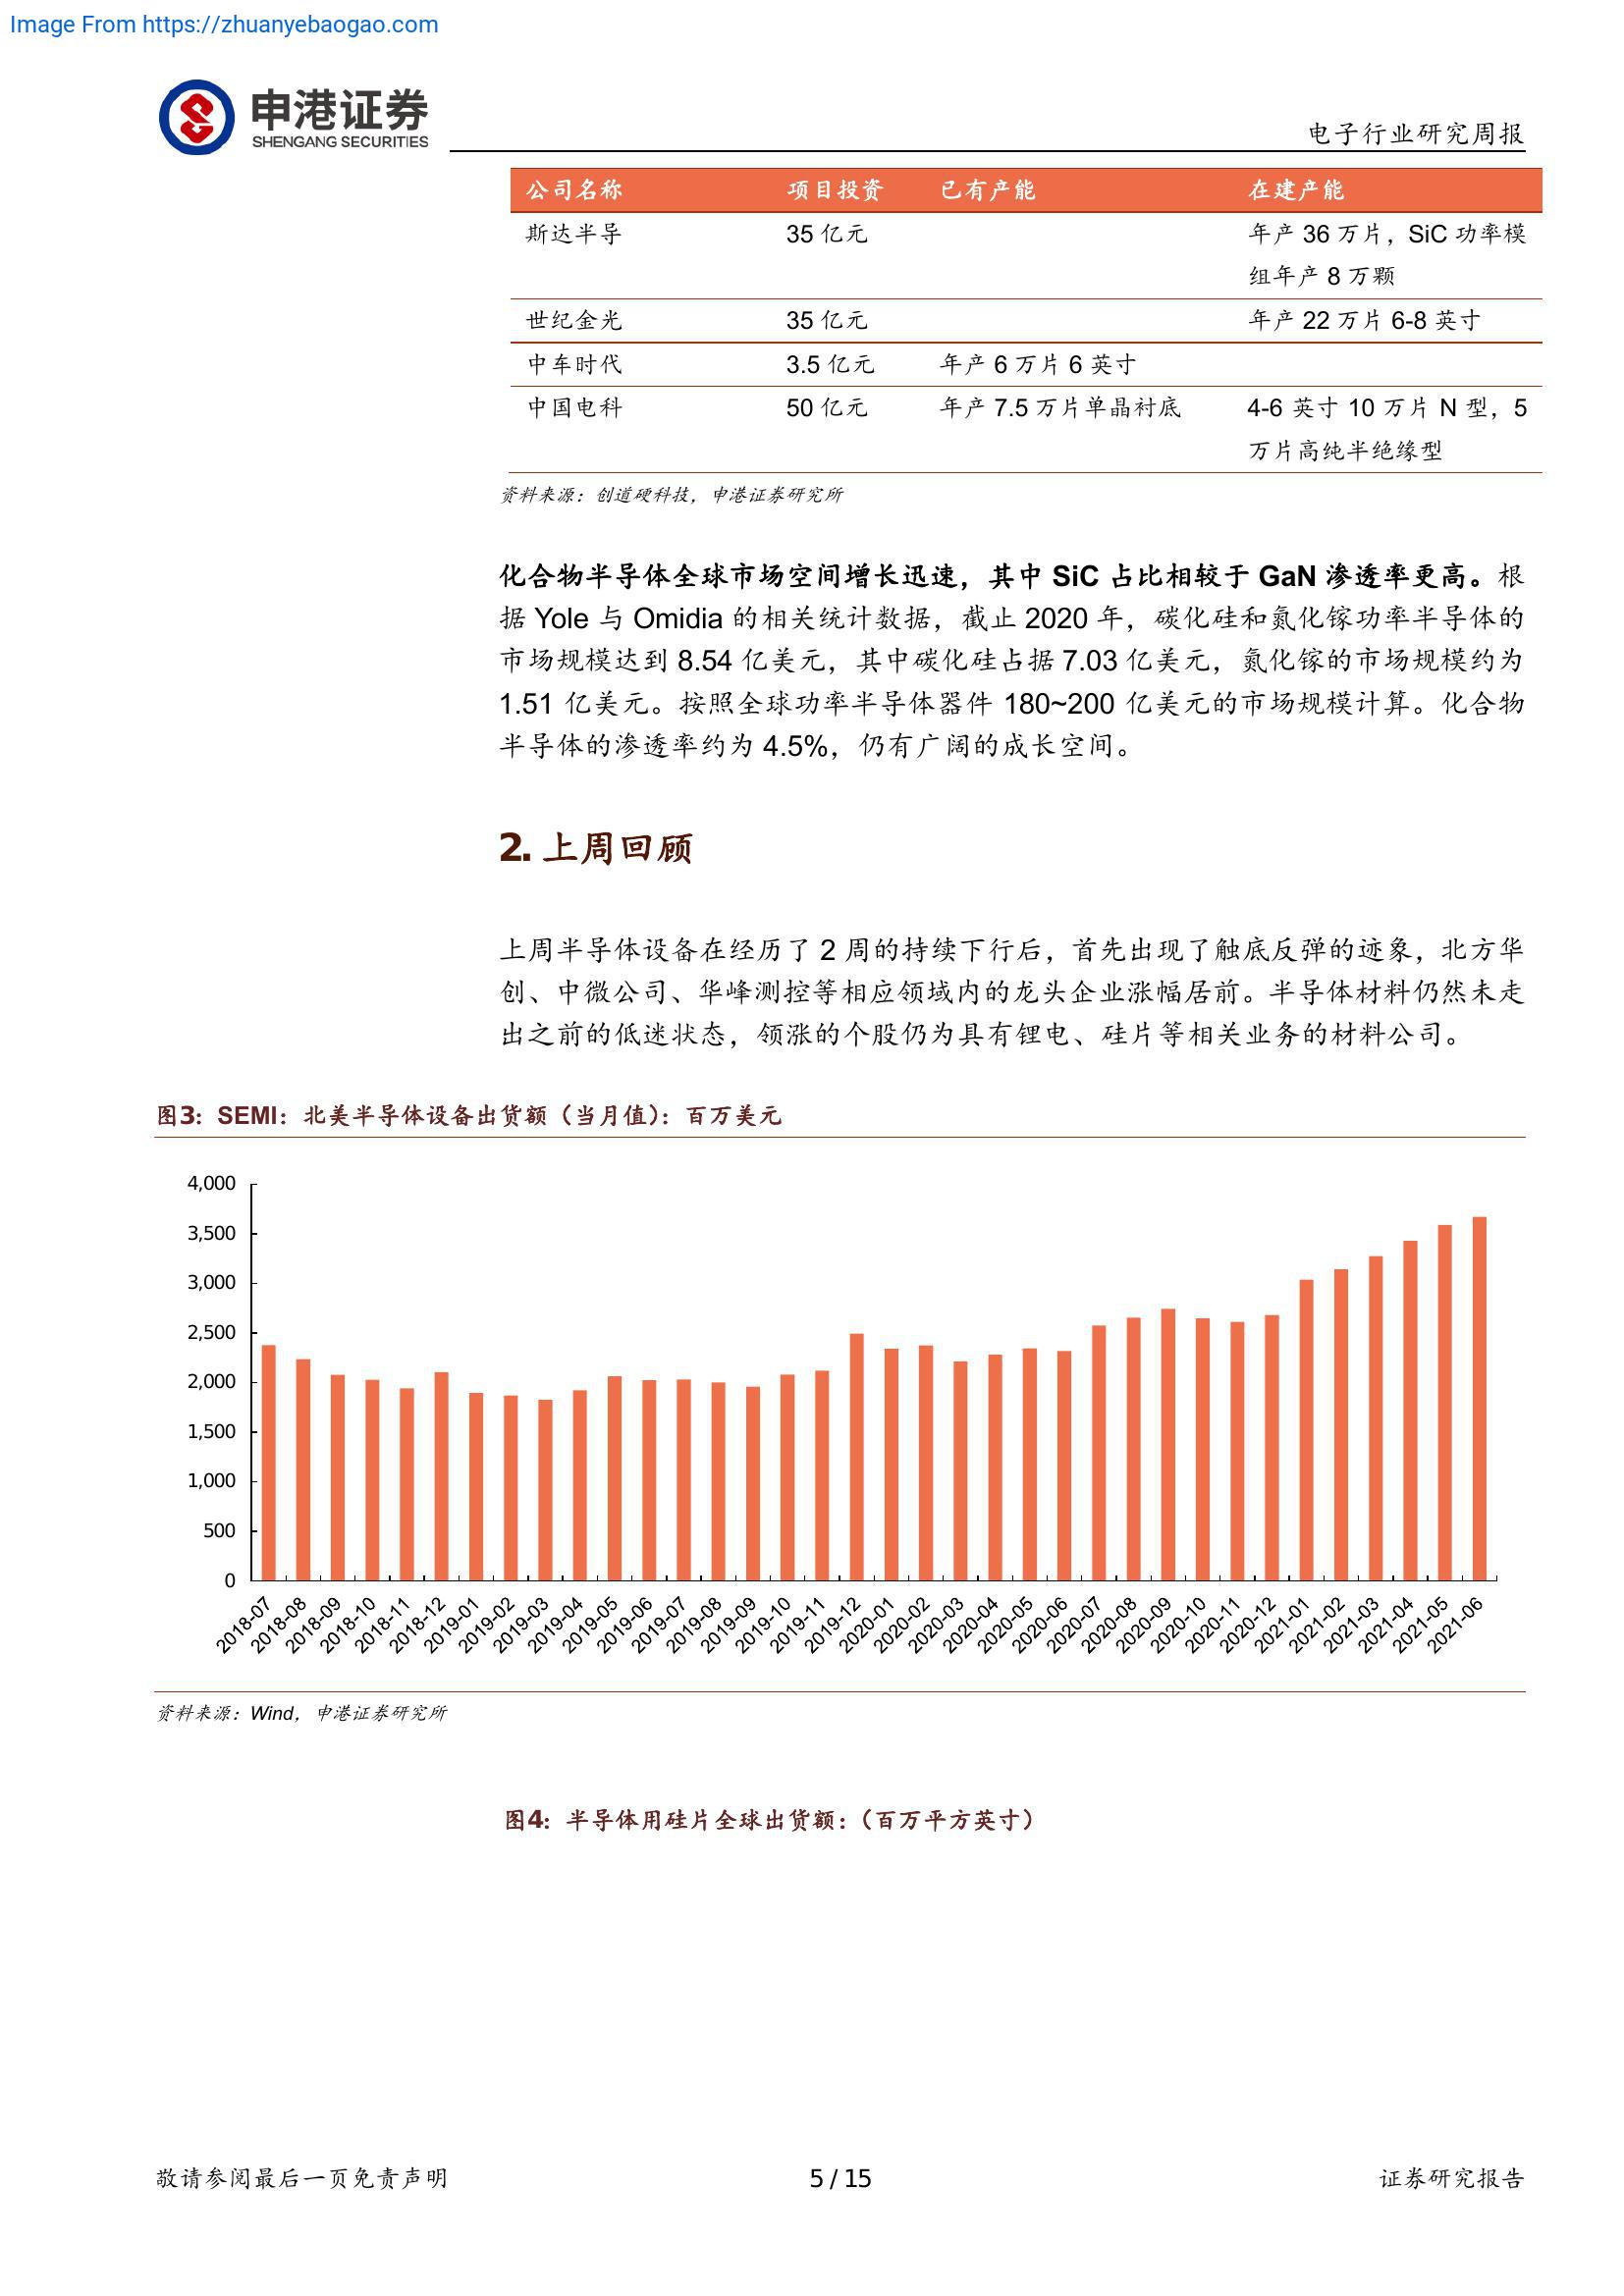 Image From https://zhuanyebaogao.com
申港证券
SHENGANG SECURITIES
电子行业研究周报
公司名称 项目投资 已有产能 在建产能
斯达半导 35 亿元 年产 36 万片，SiC 功率模
组年产 8 万颗
世纪金光 35 亿元 年产 22 万片 6-8 英寸
中车时代 3.5 亿元 年产 6 万片 6 英寸
中国电科 50 亿元 年产 7.5 万片单晶衬底 4-6 英寸 10 万片 N 型，5
万片高纯半绝缘型
资料来源：创道硬科技，申港证券研究所
化合物半导体全球市场空间增长迅速，其中 SiC 占比相较于 GaN 渗透率更高。根
据 Yole 与 Omidia 的相关统计数据，截止 2020 年，碳化硅和氮化镓功率半导体的
市场规模达到 8.54 亿美元，其中碳化硅占据 7.03 亿美元，氮化镓的市场规模约为
1.51 亿美元。按照全球功率半导体器件 180~200 亿美元的市场规模计算。化合物
半导体的渗透率约为 4.5%，仍有广阔的成长空间。
2. 上周回顾
上周半导体设备在经历了 2 周的持续下行后，首先出现了触底反弹的迹象，北方华
创、中微公司、华峰测控等相应领域内的龙头企业涨幅居前。半导体材料仍然未走
出之前的低迷状态，领涨的个股仍为具有锂电、硅片等相关业务的材料公司。
图3：SEMI：北美半导体设备出货额（当月值）：百万美元
4,000
3,500
3,000
2,500
2,000
1,500
1,000
500
0
2018-07 2018-08 2018-09 2018-10 2018-11 2018-12 2019-01 2019-02 2019-03 2019-04 2019-05 2019-06 2019-07 2019-08 2019-09 2019-10 2019-11 2019-12 2020-01 2020-02 2020-03 2020-04 2020-05 2020-06 2020-07 2020-08 2020-09 2020-10 2020-11 2020-12 2021-01 2021-02 2021-03 2021-04 2021-05 2021-06
资料来源：Wind，申港证券研究所
图4：半导体用硅片全球出货额：（百万平方英寸）
敬请参阅最后一页免责声明 5 / 15 证券研究报告